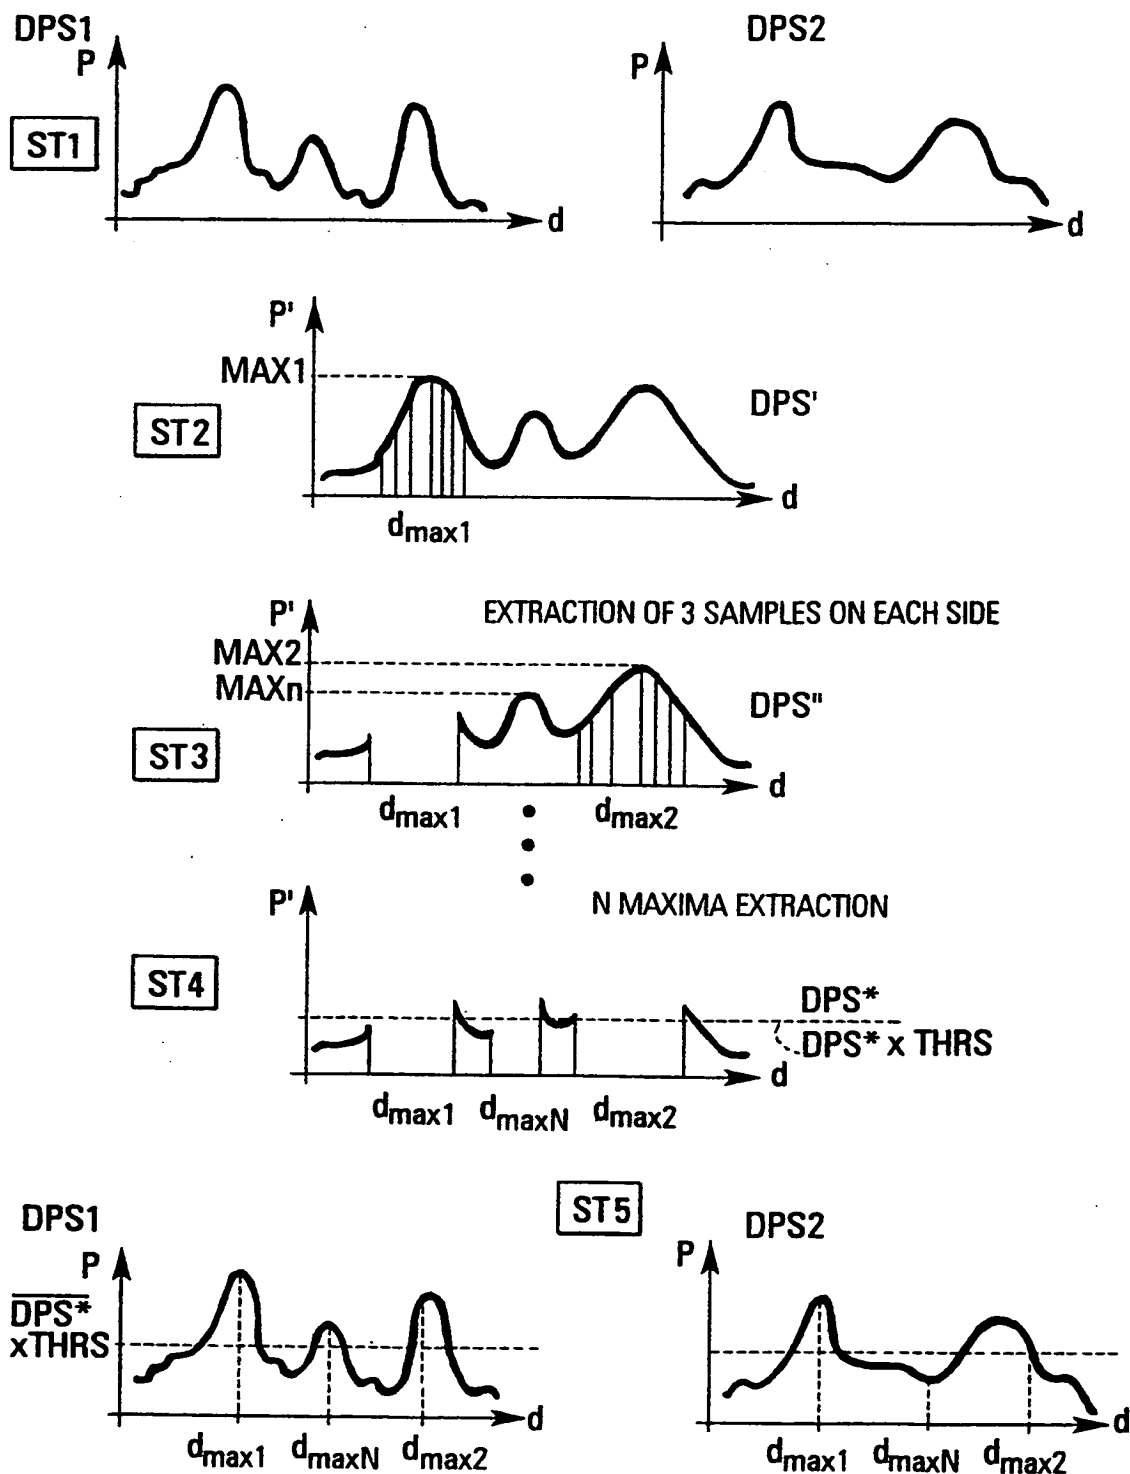 DPS1
P
d
ST1
DPS2
P
d
P'
MAX1
ST2
DPS'
d
dmax1
P'
EXTRACTION OF 3 SAMPLES ON EACH SIDE
MAX2
MAXn
DPS"
ST3
d
dmax1
dmax2
P'
N MAXIMA EXTRACTION
ST4
DPS*
DPS* x THRS
d
dmax1
dmaxN
dmax2
ST5
DPS1
P
DPS*
xTHRS
d
dmax1
dmaxN
dmax2
DPS2
P
d
dmax1
dmaxN
dmax2